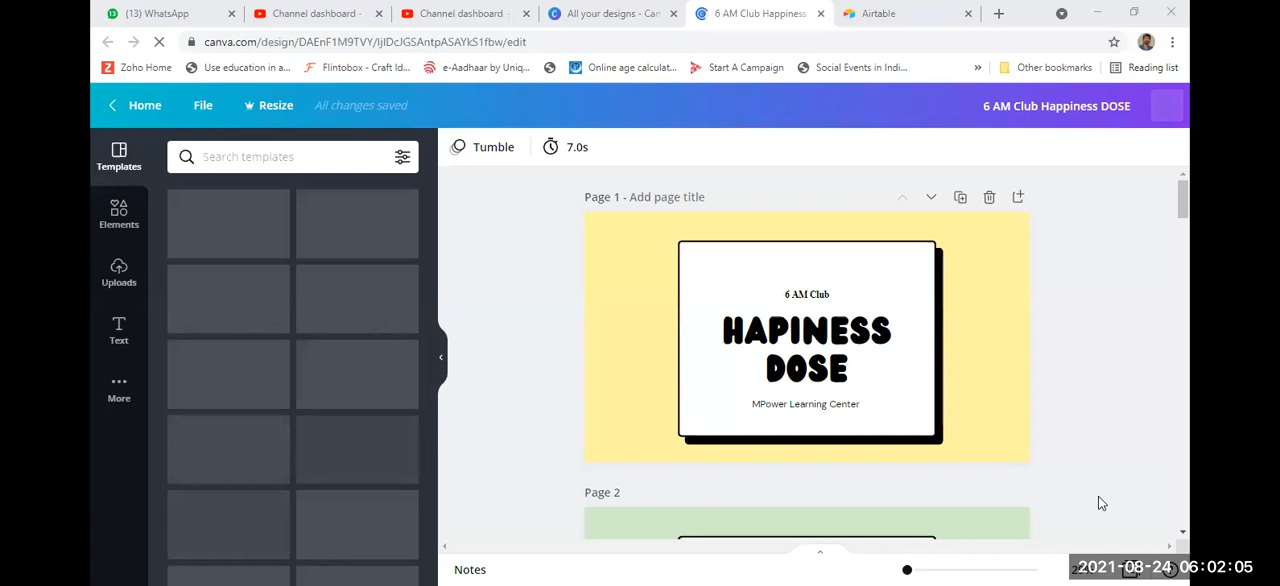 (13) WhatsApp
Channel dashboard -
Channel dashboard -
All your designs - Can
6 AM Club Happiness
Airtable
canva.com/design/DAEnF1M9TVY/IjIDcJGSAntpASAYkS1fbw/edit
Zoho Home
Use education in a...
Flintobox - Craft Id...
e-Aadhaar by Uniq...
Online age calculat...
Start A Campaign
Social Events in Indi...
»
Other bookmarks
Reading list
Home
File
Resize
All changes saved
6 AM Club Happiness DOSE
Templates
Search templates
Elements
Uploads
Text
More
Tumble
7.0s
Page 1 - Add page title
6 AM Club
HAPINESS
DOSE
MPower Learning Center
Page 2
Notes
2021-08-24 06:02:05